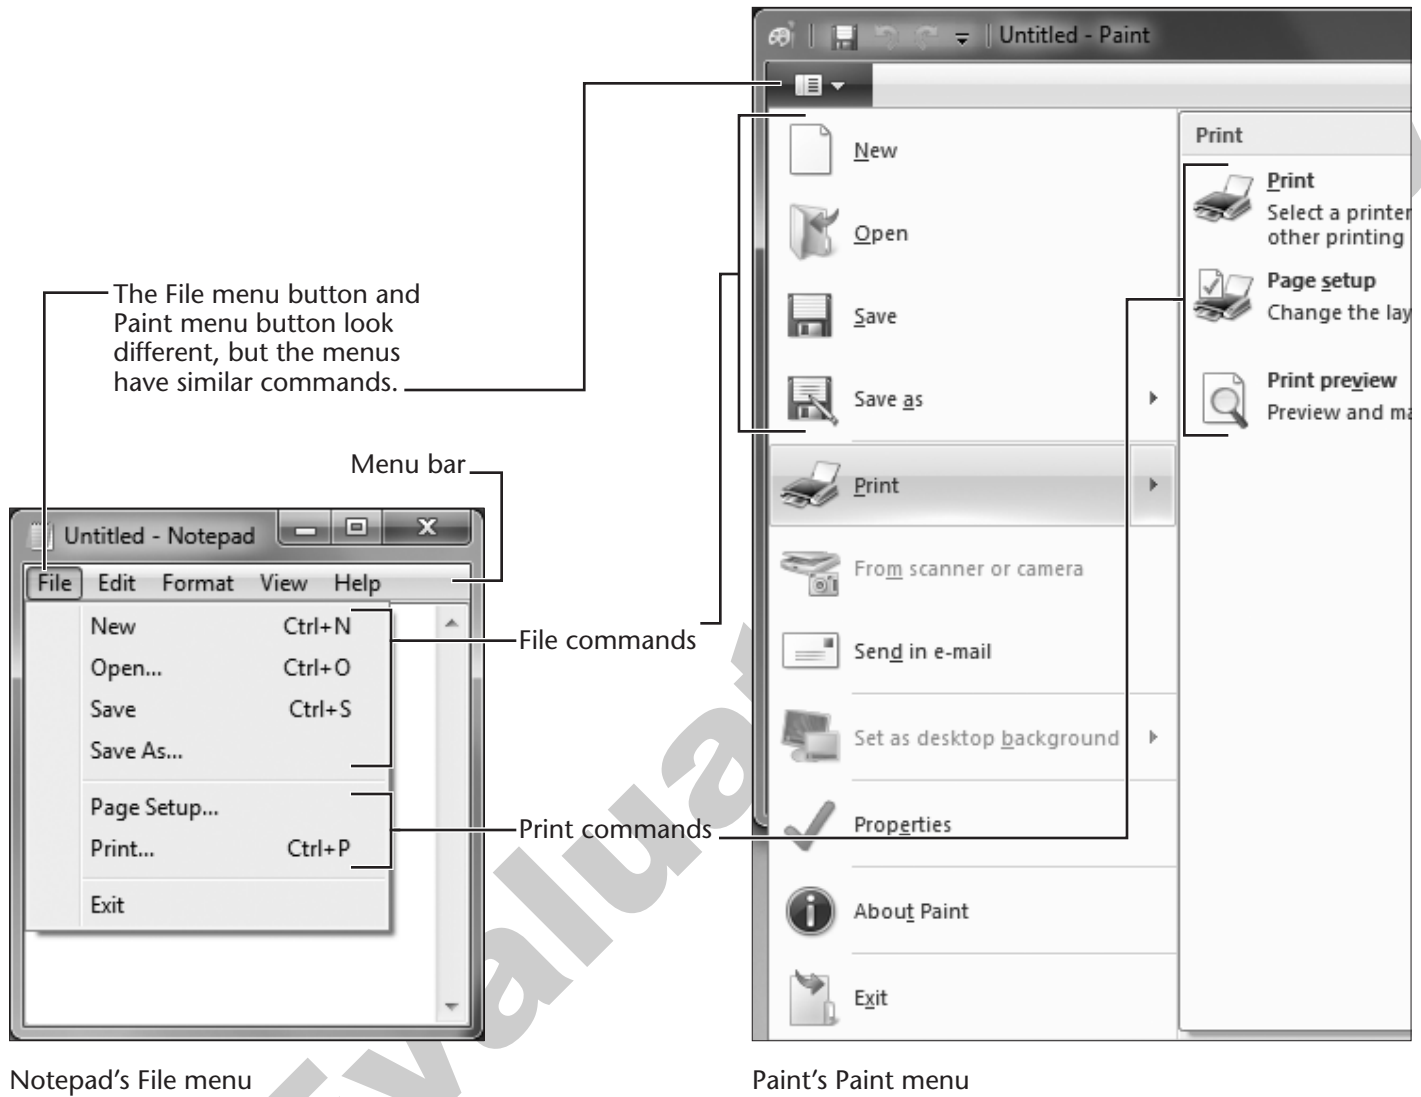 Untitled - Paint
New
Open
Save
Save as
Print
From scanner or camera
Send in e-mail
Set as desktop background
Properties
About Paint
Exit
Print
Print
Select a printer
other printing
Page setup
Change the lay
Print preview
Preview and ma
The File menu button and
Paint menu button look
different, but the menus
have similar commands.
Menu bar
Untitled - Notepad
File Edit Format View Help
New Ctrl+N
Open... Ctrl+O
Save Ctrl+S
Save As...
Page Setup...
Print... Ctrl+P
Exit
File commands
Print commands
Notepad's File menu
Paint's Paint menu
Evalua